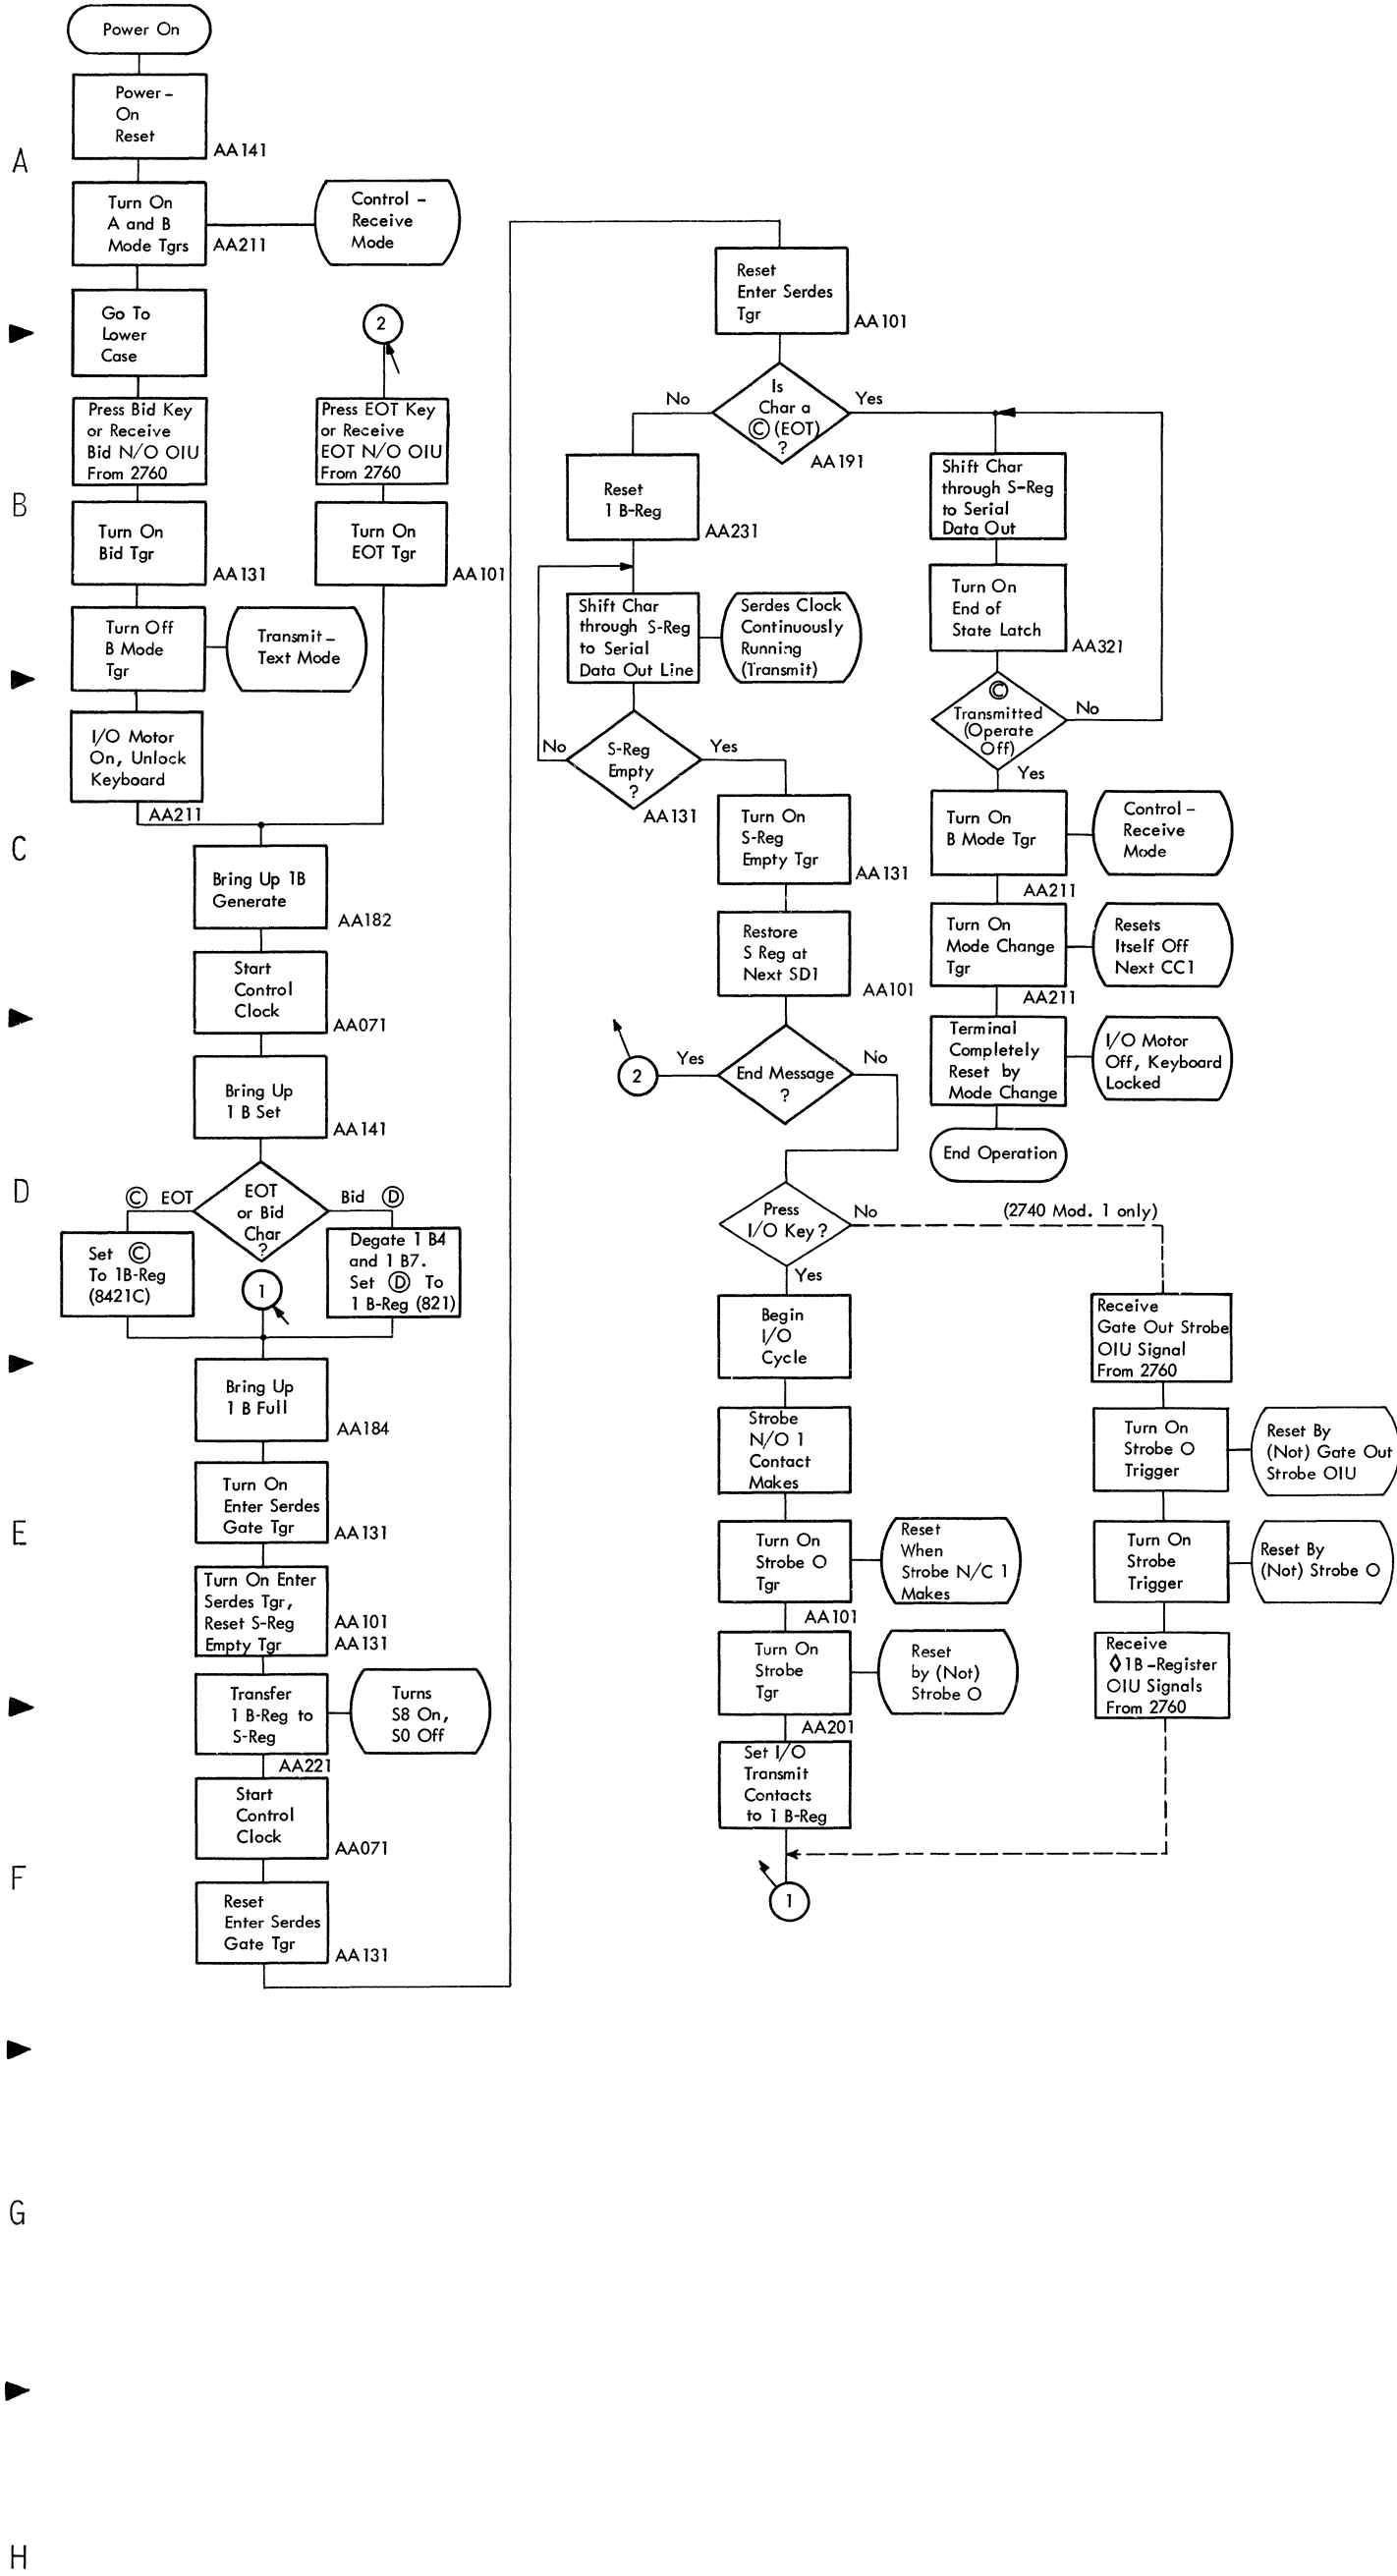 Power On
Power -
On
Reset
AA141
A
Turn On
A and B
Mode Tgrs
AA211
Control -
Receive
Mode
Go To
Lower
Case
2
Press Bid Key
or Receive
Bid N/O OIU
From 2760
Press EOT Key
or Receive
EOT N/O OIU
From 2760
B
Turn On
Bid Tgr
AA131
Turn On
EOT Tgr
AA101
Turn Off
B Mode
Tgr
Transmit -
Text Mode
I/O Motor
On, Unlock
Keyboard
AA211
C
Bring Up 1B
Generate
AA182
Start
Control
Clock
AA071
Bring Up
1 B Set
AA141
D
Ⓒ EOT
EOT
or Bid
Char
?
Bid Ⓓ
Set Ⓒ
To 1B-Reg
(8421C)
1
Degate 1 B4
and 1 B7.
Set Ⓓ To
1 B-Reg (821)
Bring Up
1 B Full
AA184
Turn On
Enter Serdes
Gate Tgr
AA131
E
Turn On Enter
Serdes Tgr,
Reset S-Reg
Empty Tgr
AA101
AA131
Transfer
1 B-Reg to
S-Reg
AA221
Turns
S8 On,
S0 Off
Start
Control
Clock
AA071
F
Reset
Enter Serdes
Gate Tgr
AA131
Reset
Enter Serdes
Tgr
AA101
No
Is
Char a
Ⓒ (EOT)
?
Yes
AA191
Reset
1 B-Reg
AA231
Shift Char
through S-Reg
to Serial
Data Out Line
Serdes Clock
Continuously
Running
(Transmit)
No
S-Reg
Empty
?
Yes
AA131
Turn On
S-Reg
Empty Tgr
AA131
Restore
S Reg at
Next SD1
AA101
2
Yes
End Message
?
No
Press
I/O Key?
No
(2740 Mod. 1 only)
Yes
Begin
I/O
Cycle
Strobe
N/O 1
Contact
Makes
Turn On
Strobe O
Tgr
AA101
Reset
When
Strobe N/C 1
Makes
Turn On
Strobe
Tgr
AA201
Reset
by (Not)
Strobe O
Set I/O
Transmit
Contacts
to 1 B-Reg
1
Shift Char
through S-Reg
to Serial
Data Out
Turn On
End of
State Latch
AA321
Ⓒ
Transmitted
(Operate
Off)
No
Yes
Turn On
B Mode Tgr
AA211
Control -
Receive
Mode
Turn On
Mode Change
Tgr
AA211
Resets
Itself Off
Next CC1
Terminal
Completely
Reset by
Mode Change
I/O Motor
Off, Keyboard
Locked
End Operation
Receive
Gate Out Strobe
OIU Signal
From 2760
Turn On
Strobe O
Trigger
Reset By
(Not) Gate Out
Strobe OIU
Turn On
Strobe
Trigger
Reset By
(Not) Strobe O
Receive
◊1B-Register
OIU Signals
From 2760
G
H